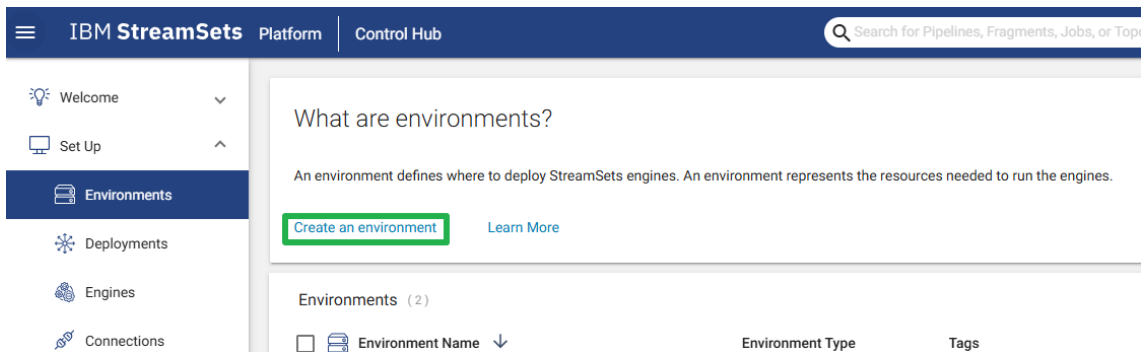 IBM StreamSets Platform Control Hub
Search for Pipelines, Fragments, Jobs, or
Welcome
Set Up
Environments
Deployments
Engines
Connections
What are environments?
An environment defines where to deploy StreamSets engines. An environment represents the resources needed to run the engines.
Create an environment Learn More
Environments (2)
Environment Name Environment Type Tags